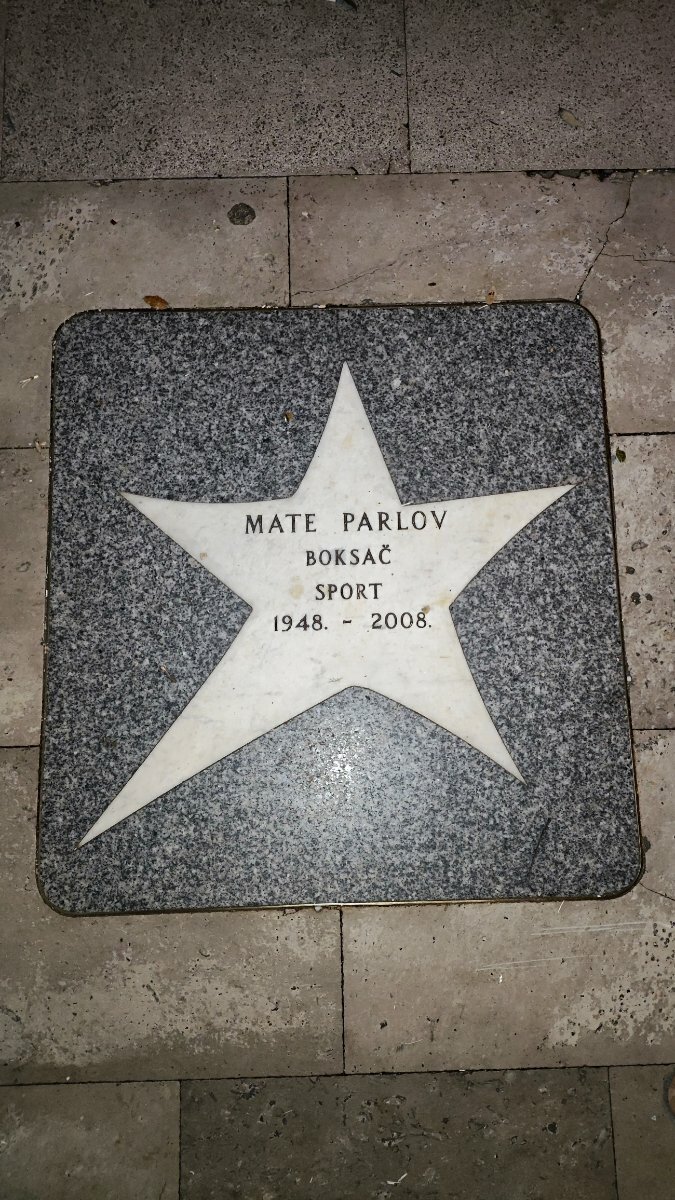 MATE PARLOV
BOKSAČ
SPORT
1948. - 2008.